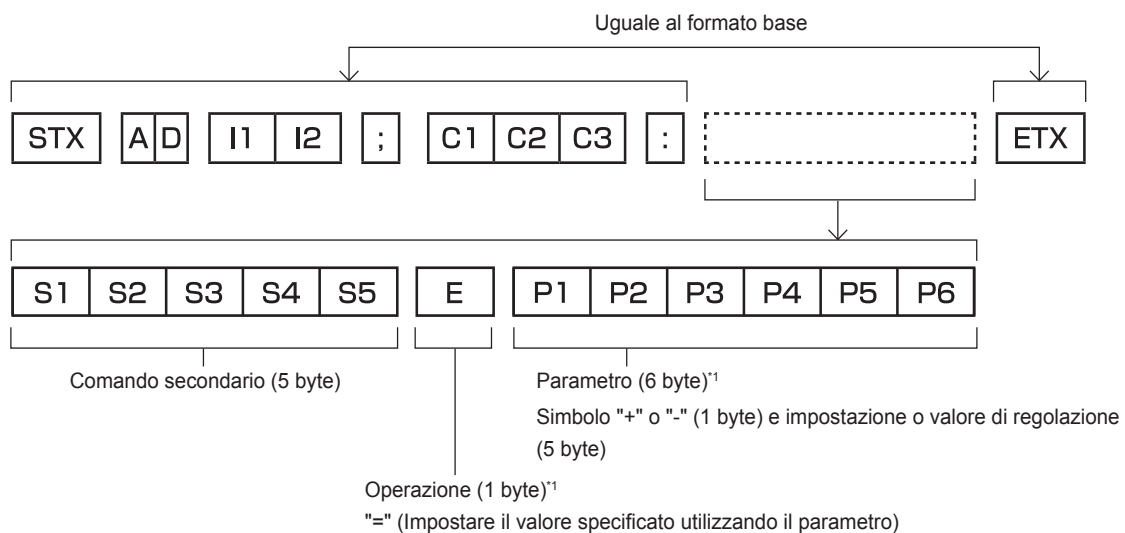 Uguale al formato base
STX A D I1 I2 ; C1 C2 C3 : ETX
S1 S2 S3 S4 S5 E P1 P2 P3 P4 P5 P6
Comando secondario (5 byte)
Parametro (6 byte)*1
Simbolo "+" o "-" (1 byte) e impostazione o valore di regolazione
(5 byte)
Operazione (1 byte)*1
"=" (Impostare il valore specificato utilizzando il parametro)